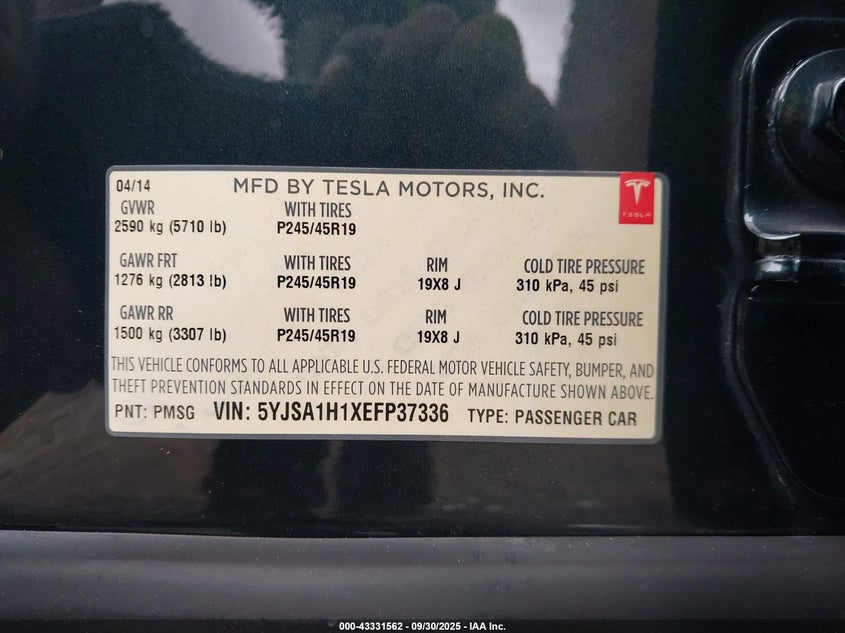 04/14 MFD BY TESLA MOTORS, INC.
TESLA
GVWR WITH TIRES
2590 kg (5710 lb) P245/45R19
GAWR FRT WITH TIRES RIM COLD TIRE PRESSURE
1276 kg (2813 lb) P245/45R19 19X8 J 310 kPa, 45 psi
GAWR RR WITH TIRES RIM COLD TIRE PRESSURE
1500 kg (3307 lb) P245/45R19 19X8 J 310 kPa, 45 psi
THIS VEHICLE CONFORMS TO ALL APPLICABLE U.S. FEDERAL MOTOR VEHICLE SAFETY, BUMPER, AND
THEFT PREVENTION STANDARDS IN EFFECT ON THE DATE OF MANUFACTURE SHOWN ABOVE.
PNT: PMSG VIN: 5YJSA1H1XEFP37336 TYPE: PASSENGER CAR
000-43331562 - 09/30/2025 - IAA Inc.